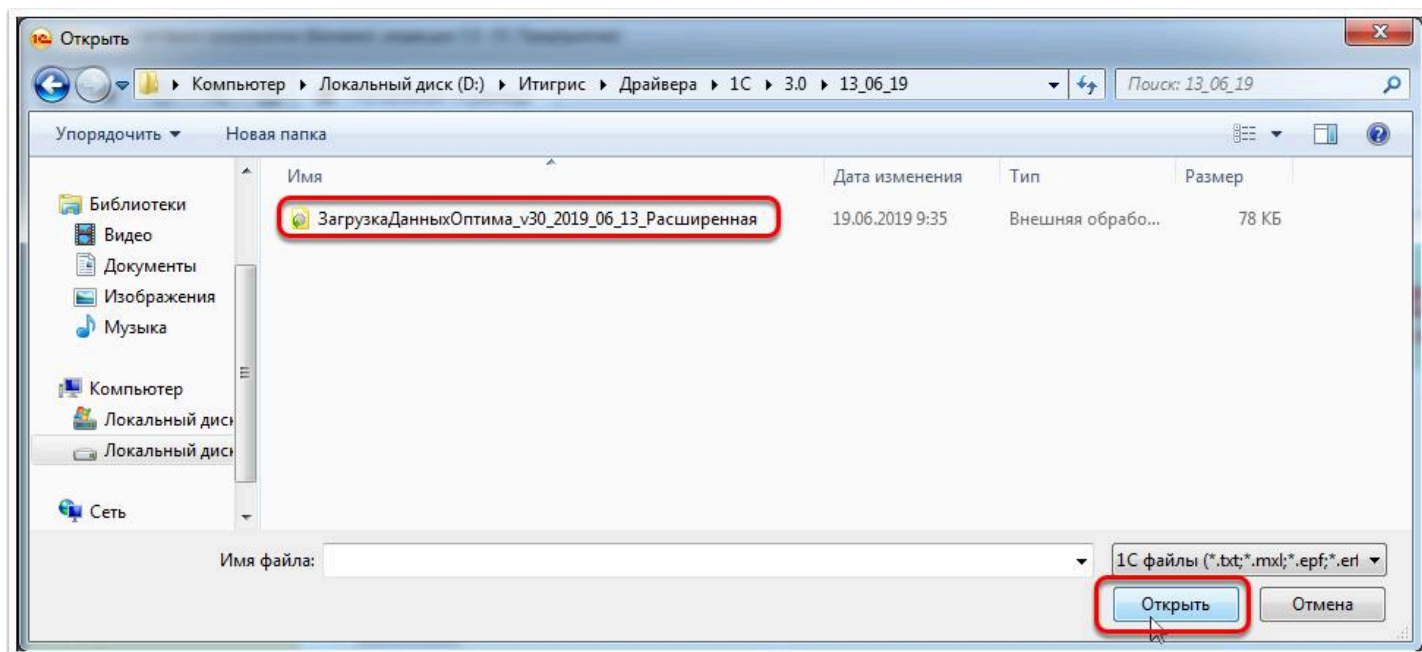 Открыть
Компьютер ▸ Локальный диск (D:) ▸ Итигрис ▸ Драйвера ▸ 1С ▸ 3.0 ▸ 13_06_19
Поиск: 13_06_19
Упорядочить Новая папка
Имя Дата изменения Тип Размер
ЗагрузкаДанныхОптима_v30_2019_06_13_Расширенная 19.06.2019 9:35 Внешняя обрабо... 78 КБ
Библиотеки
Видео
Документы
Изображения
Музыка
Компьютер
Локальный диск
Локальный диск
Сеть
Имя файла:
1С файлы (*.txt;*.mxl;*.epf;*.erf
Открыть Отмена